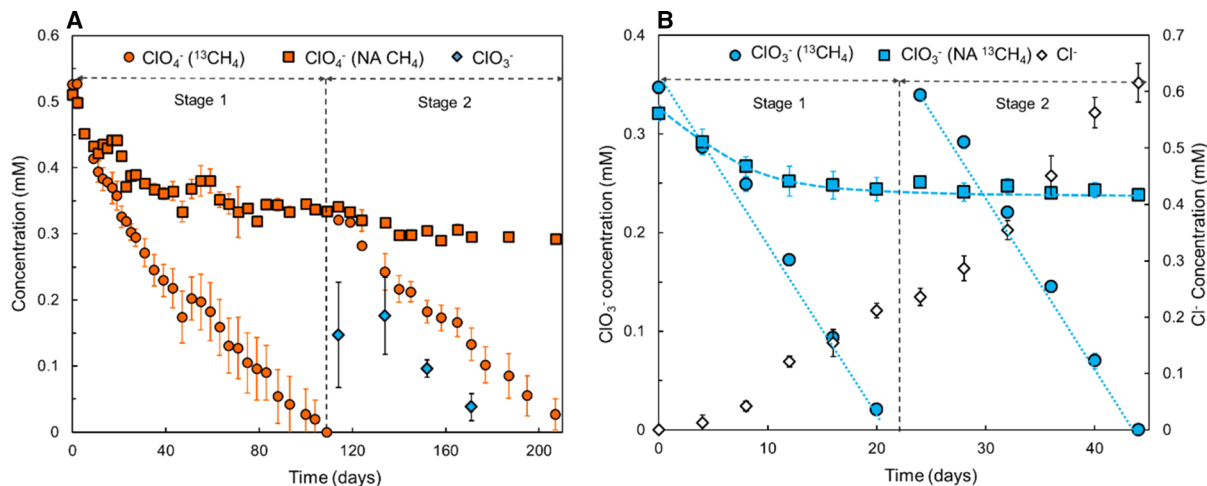 A
ClO₄⁻ (¹³CH₄) ClO₄⁻ (NA CH₄) ClO₃⁻
Stage 1 Stage 2
Concentration (mM)
0.6
0.5
0.4
0.3
0.2
0.1
0
0 40 80 120 160 200
Time (days)
B
ClO₃⁻ (¹³CH₄) ClO₃⁻ (NA ¹³CH₄) Cl⁻
Stage 1 Stage 2
ClO₃⁻ concentration (mM)
0.4
0.3
0.2
0.1
0
0 10 20 30 40
Time (days)
0.7
0.6
0.5
0.4
0.3
0.2
0.1
0
Cl⁻ Concentration (mM)